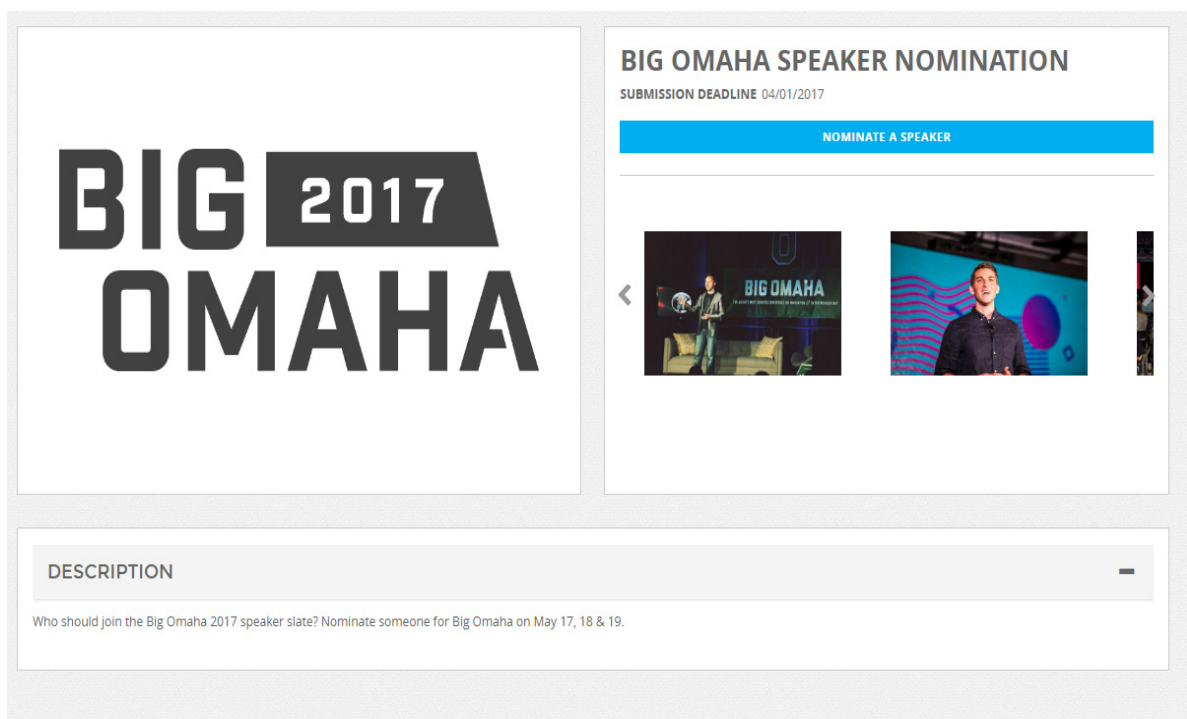 BIG 2017
OMAHA
BIG OMAHA SPEAKER NOMINATION
SUBMISSION DEADLINE 04/01/2017
NOMINATE A SPEAKER
BIG OMAHA
DESCRIPTION
Who should join the Big Omaha 2017 speaker slate? Nominate someone for Big Omaha on May 17, 18 & 19.